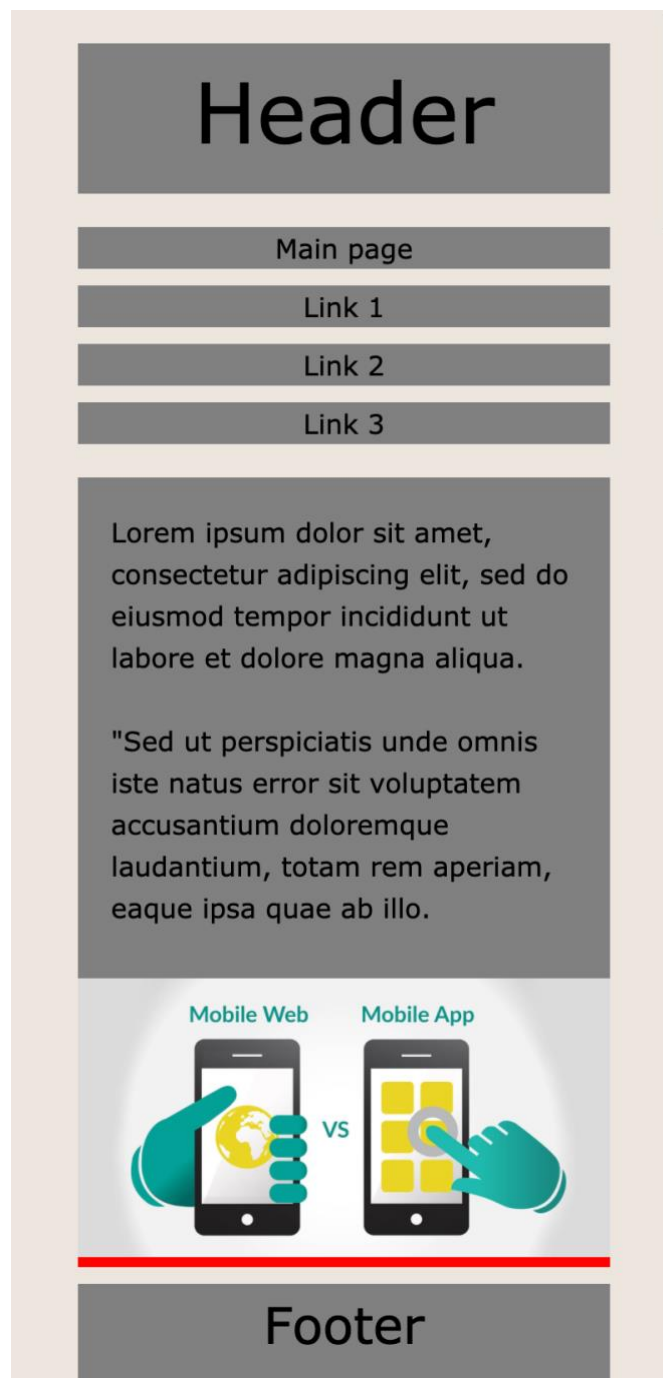 Header
Main page
Link 1
Link 2
Link 3
Lorem ipsum dolor sit amet,
consectetur adipiscing elit, sed do
eiusmod tempor incididunt ut
labore et dolore magna aliqua.
"Sed ut perspiciatis unde omnis
iste natus error sit voluptatem
accusantium doloremque
laudantium, totam rem aperiam,
eaque ipsa quae ab illo.
Mobile Web Mobile App
VS
Footer